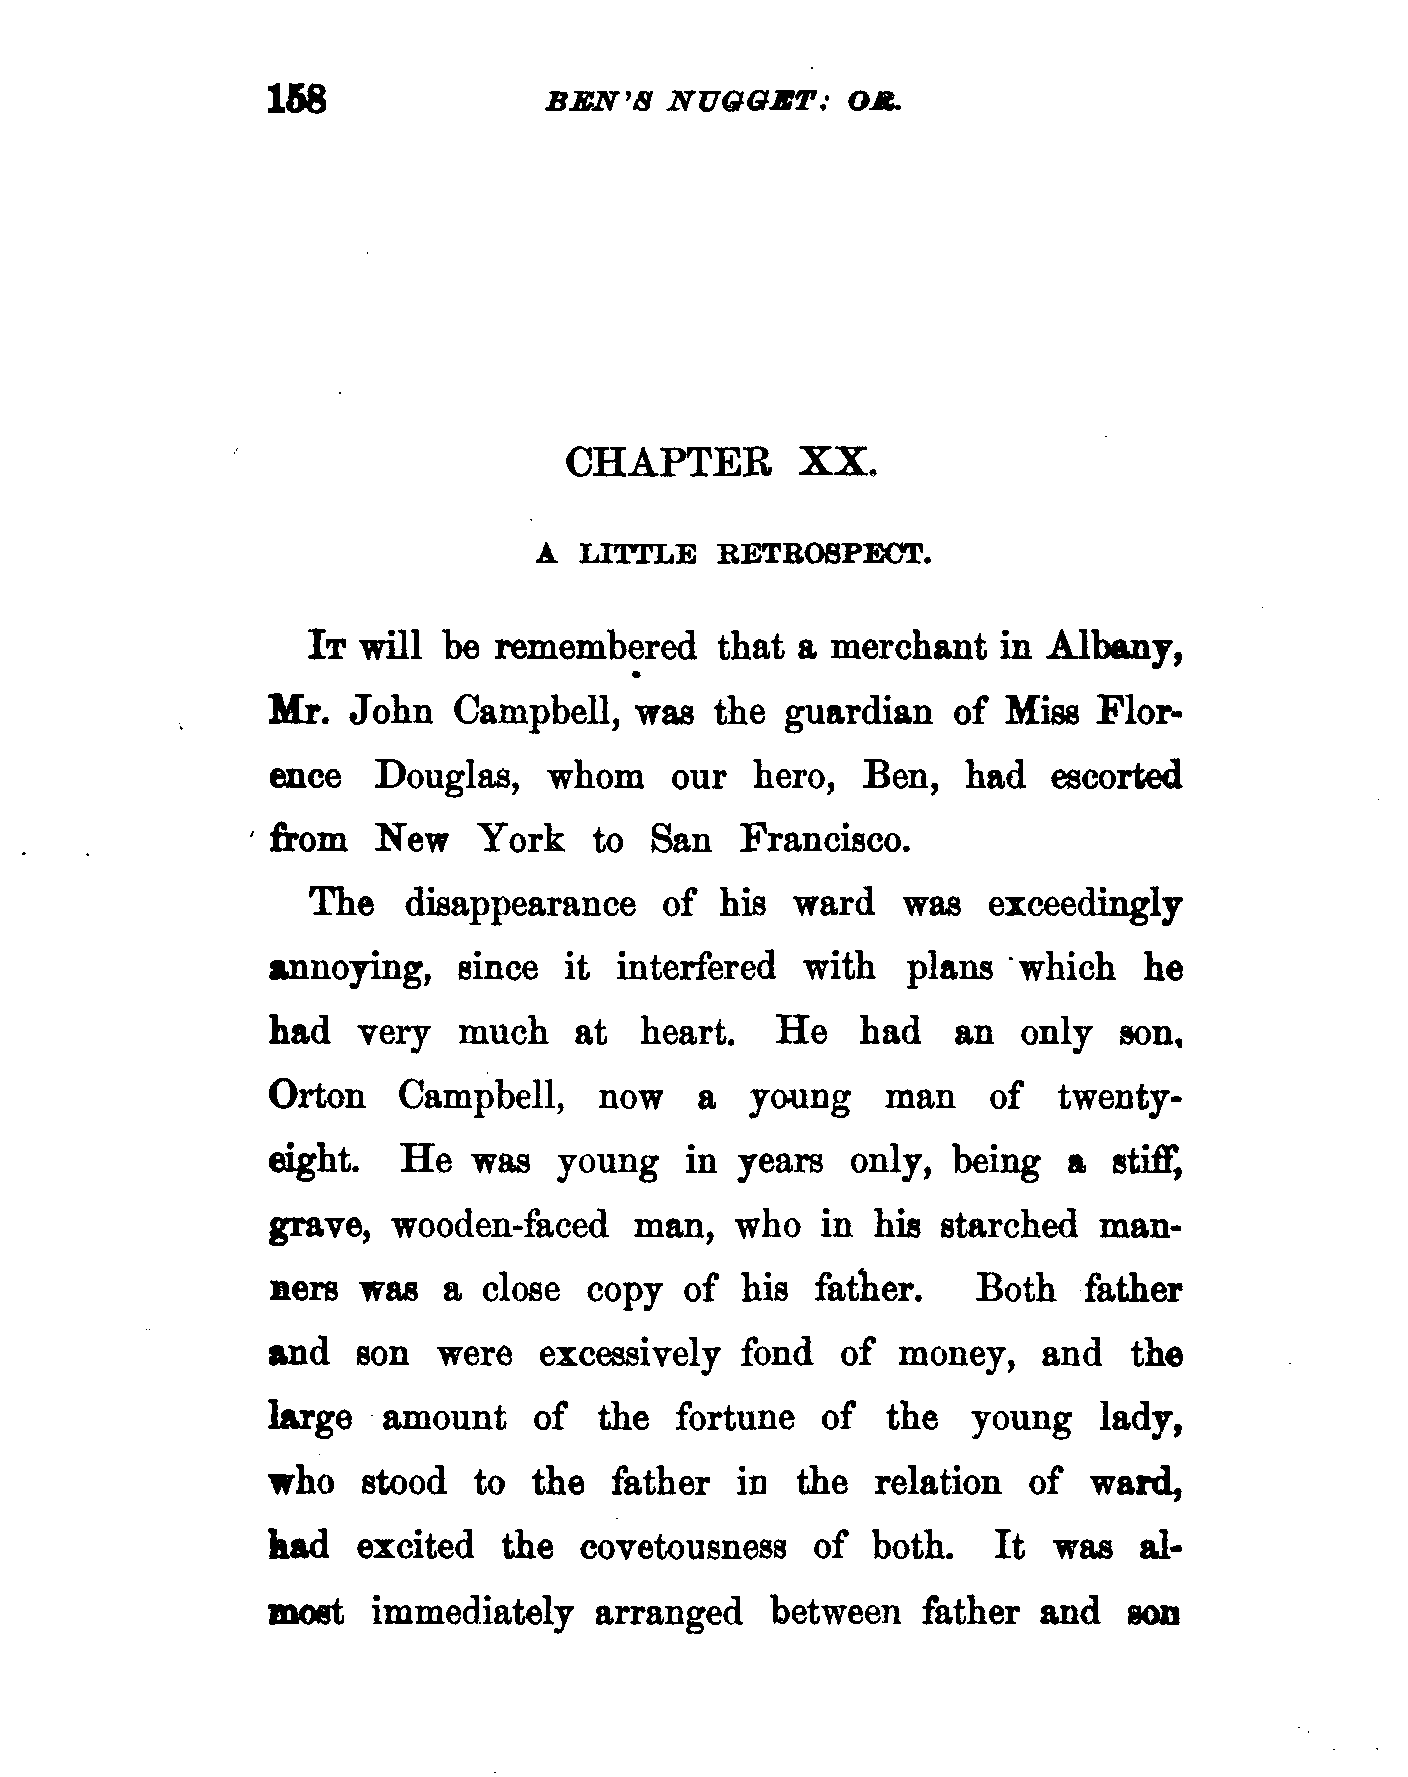 158 BEN'S NUGGET: OR.
CHAPTER XX.
A LITTLE RETROSPECT.
IT will be remembered that a merchant in Albany,
Mr. John Campbell, was the guardian of Miss Flor-
ence Douglas, whom our hero, Ben, had escorted
from New York to San Francisco.
The disappearance of his ward was exceedingly
annoying, since it interfered with plans which he
had very much at heart. He had an only son,
Orton Campbell, now a young man of twenty-
eight. He was young in years only, being a stiff,
grave, wooden-faced man, who in his starched man-
ners was a close copy of his father. Both father
and son were excessively fond of money, and the
large amount of the fortune of the young lady,
who stood to the father in the relation of ward,
had excited the covetousness of both. It was al-
most immediately arranged between father and son